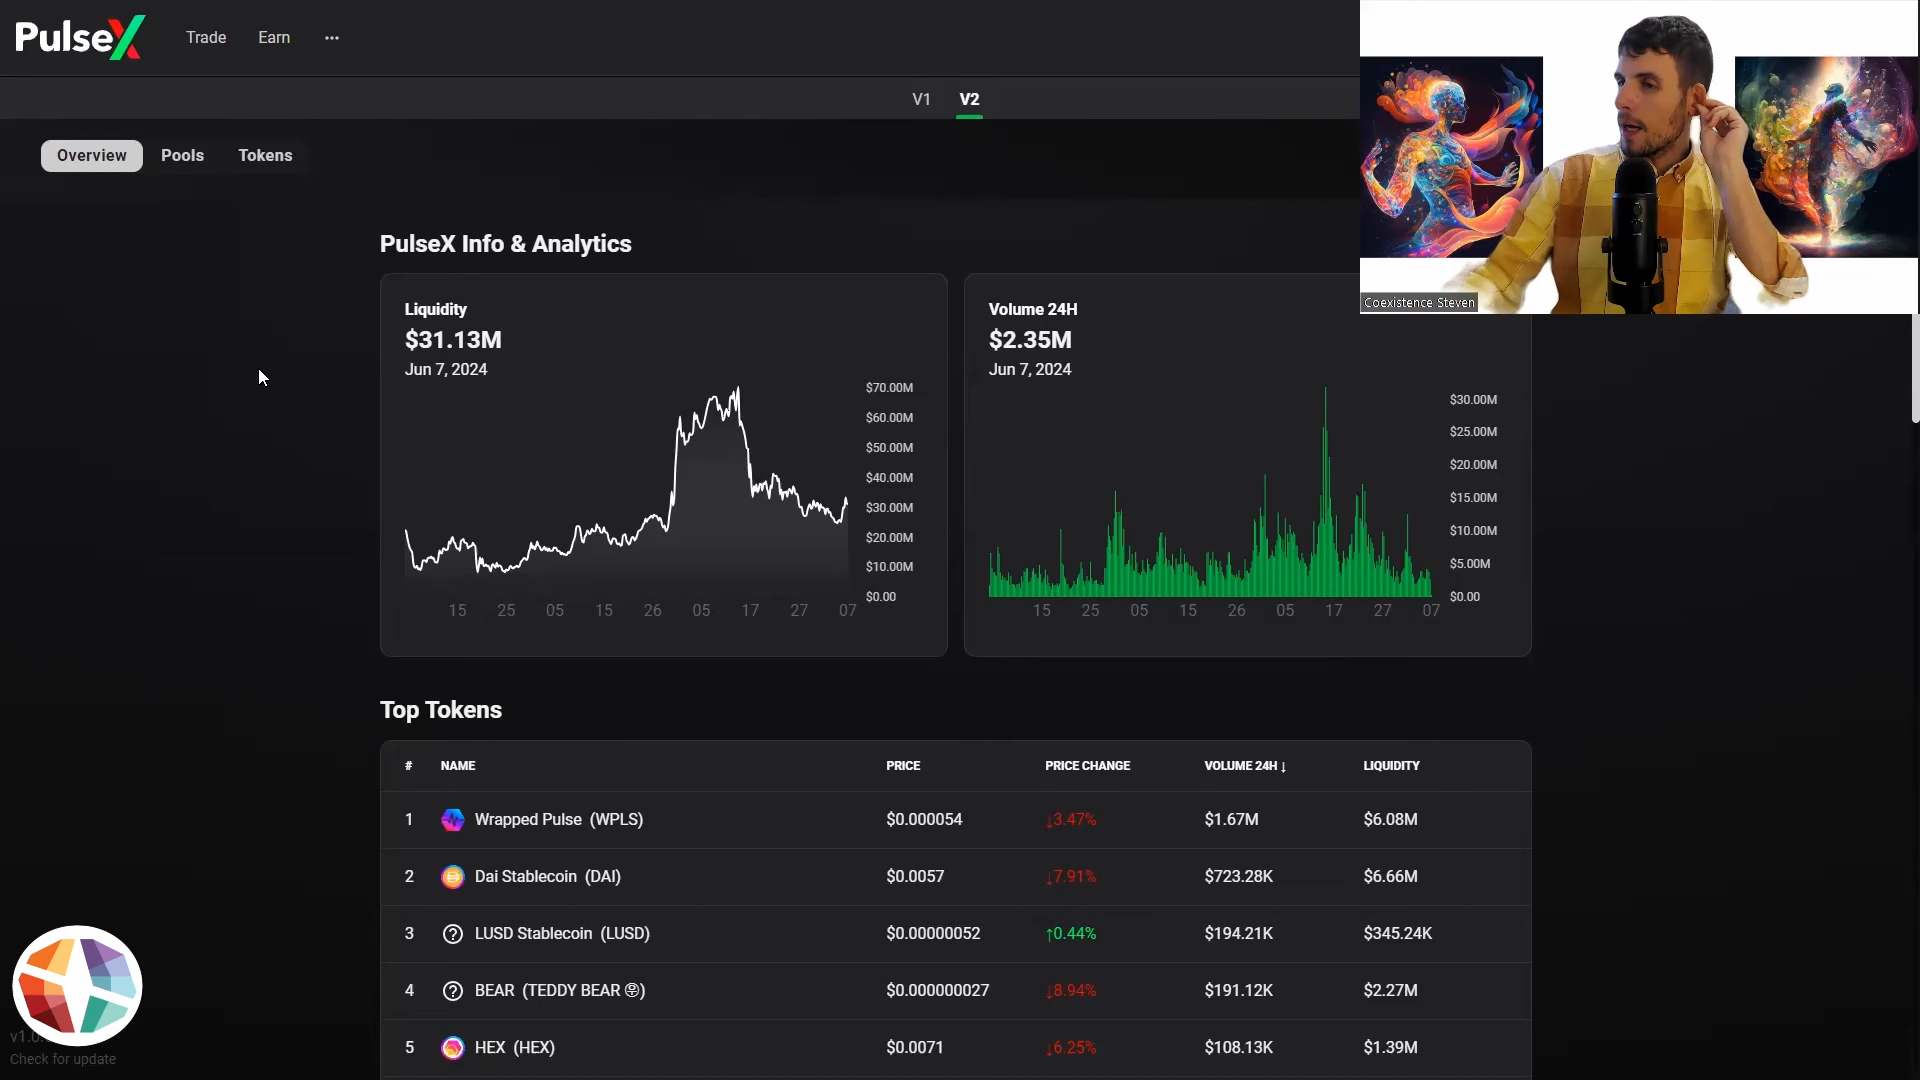 PulseX Trade Earn ...
V1 V2
Overview Pools Tokens
Coexistence Steven
PulseX Info & Analytics
Liquidity
$31.13M
Jun 7, 2024
$70.00M
$60.00M
$50.00M
$40.00M
$30.00M
$20.00M
$10.00M
$0.00
15 25 05 15 26 05 17 27 07
Volume 24H
$2.35M
Jun 7, 2024
$30.00M
$25.00M
$20.00M
$15.00M
$10.00M
$5.00M
$0.00
15 25 05 15 26 05 17 27 07
Top Tokens
# NAME PRICE PRICE CHANGE VOLUME 24H ↓ LIQUIDITY
1 Wrapped Pulse (WPLS) $0.000054 ↓3.47% $1.67M $6.08M
2 Dai Stablecoin (DAI) $0.0057 ↓7.91% $723.28K $6.66M
3 LUSD Stablecoin (LUSD) $0.00000052 ↑0.44% $194.21K $345.24K
4 BEAR (TEDDY BEAR ㉨) $0.000000027 ↓8.94% $191.12K $2.27M
5 HEX (HEX) $0.0071 ↓6.25% $108.13K $1.39M
Check for update